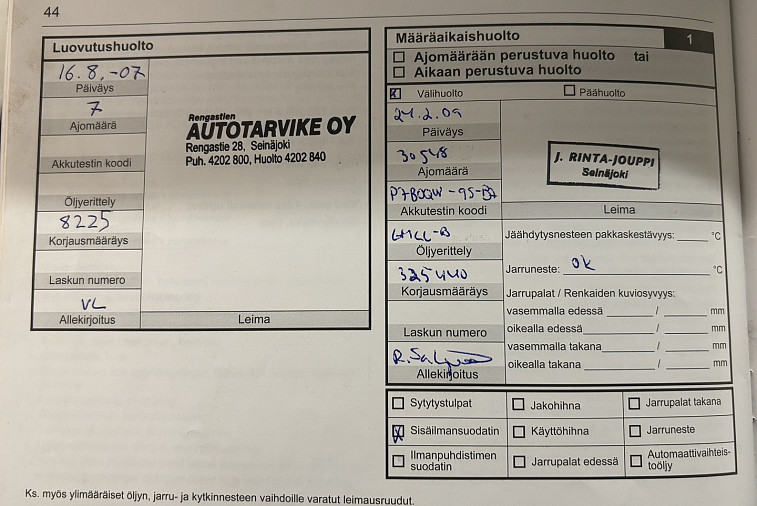 44
Luovutushuolto
16.8.-07
Päiväys
7
Ajomäärä
Akkutestin koodi
Öljyerittely
8225
Korjausmääräys
Laskun numero
VL
Allekirjoitus
Rengastien
AUTOTARVIKE OY
Rengastie 28, Seinäjoki
Puh. 4202 800, Huolto 4202 840
Leima
Määräaikaishuolto 1
Ajomäärään perustuva huolto tai
Aikaan perustuva huolto
Välihuolto Päähuolto
Päiväys
30548
Ajomäärä
Akkutestin koodi
Öljyerittely
325440
Korjausmääräys
Laskun numero
Allekirjoitus
J. RINTA-JOUPPI
Seinäjoki
Leima
Jäähdytysnesteen pakkaskestävyys: °C
Jarruneste: ok °C
Jarrupalat / Renkaiden kuviosyvyys:
vasemmalla edessä / mm
oikealla edessä / mm
vasemmalla takana / mm
oikealla takana / mm
Sytytystulpat Jakohihna Jarrupalat takana
Sisäilmansuodatin Käyttöhihna Jarruneste
Ilmanpuhdistimen
suodatin
Jarrupalat edessä
Automaattivaihteis-
toöljy
Ks. myös ylimääräiset öljyn, jarru- ja kytkinnesteen vaihdoille varatut leimausruudut.